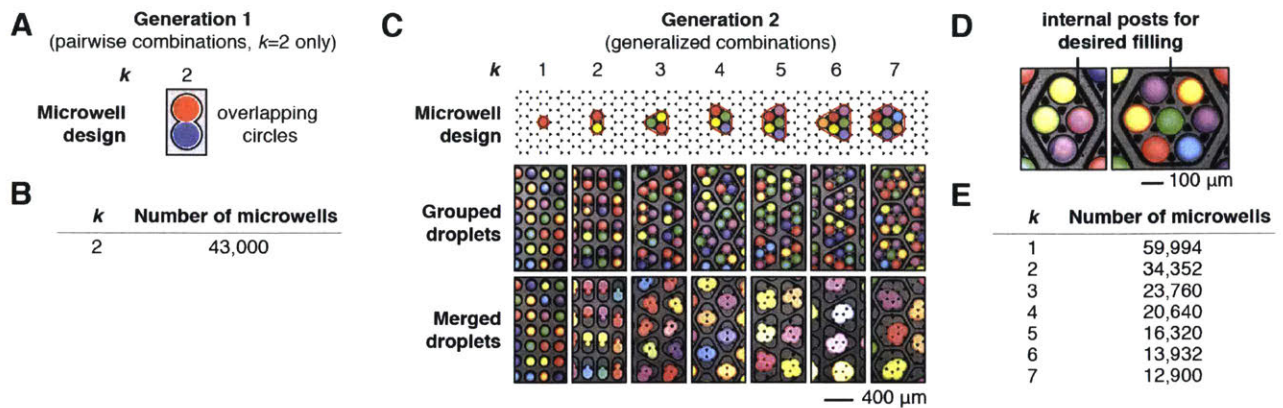 A
Generation 1
(pairwise combinations, k=2 only)
k 2
Microwell design
overlapping circles
B
k Number of microwells
2 43,000
C
Generation 2
(generalized combinations)
k 1 2 3 4 5 6 7
Microwell design
Grouped droplets
Merged droplets
400 µm
D
internal posts for
desired filling
100 µm
E
k Number of microwells
1 59,994
2 34,352
3 23,760
4 20,640
5 16,320
6 13,932
7 12,900